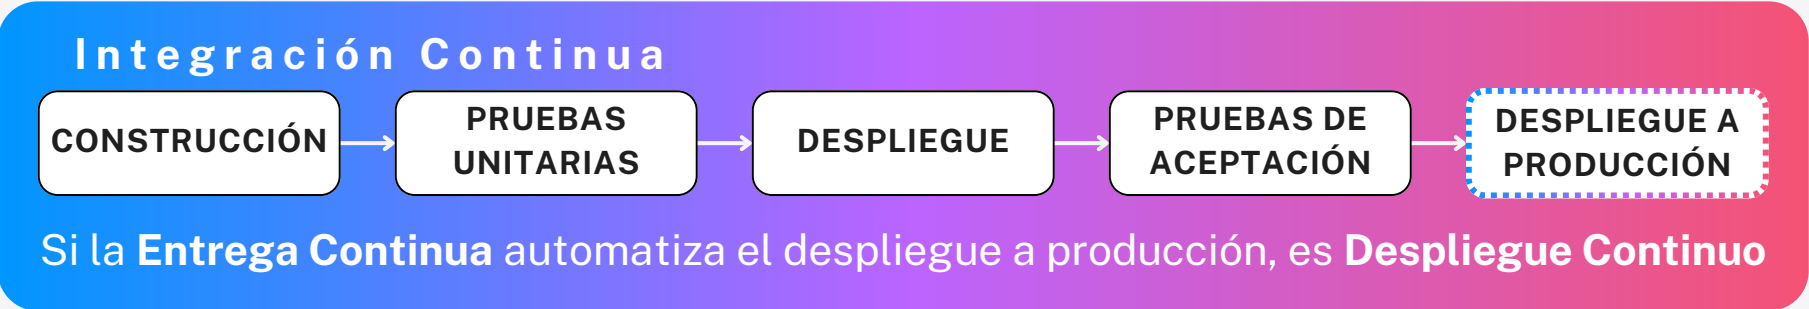 Integración Continua
CONSTRUCCIÓN
PRUEBAS
UNITARIAS
DESPLIEGUE
PRUEBAS DE
ACEPTACIÓN
DESPLIEGUE A
PRODUCCIÓN
Si la Entrega Continua automatiza el despliegue a producción, es Despliegue Continuo